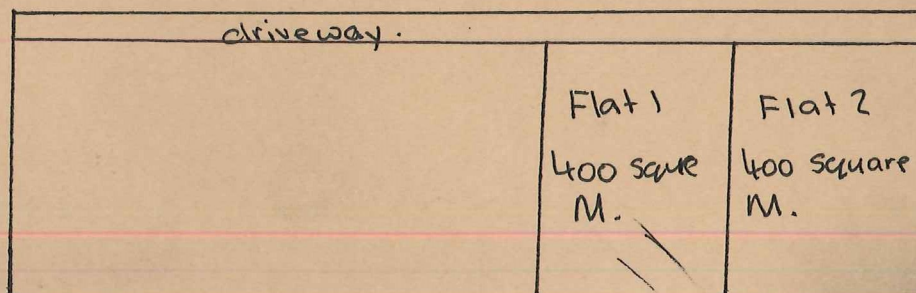 driveway.
Flat 1
400 squre
M.
Flat 2
400 square
M.